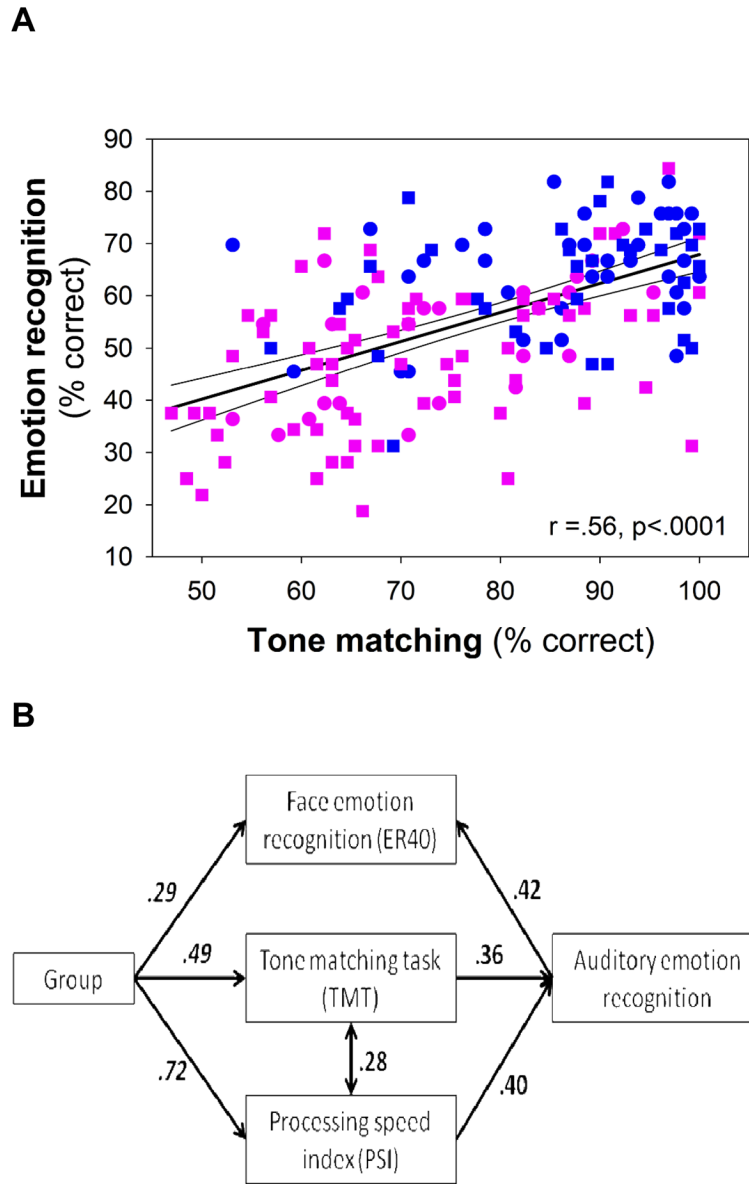 A
90
80
70
60
50
40
30
20
10
Emotion recognition
(% correct)
r =.56, p<.0001
50 60 70 80 90 100
Tone matching (% correct)
B
Face emotion
recognition (ER40)
.29
.42
Group
.49
Tone matching task
(TMT)
.36
Auditory emotion
recognition
.72
.28
.40
Processing speed
index (PSI)